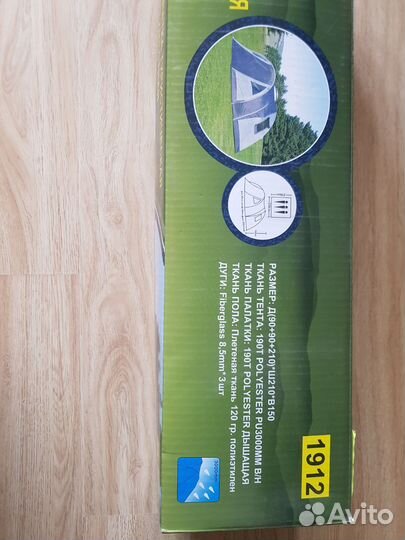 Я
РАЗМЕР: Д(90+90+210)*Ш210*В150
ТКАНЬ ТЕНТА: 190T POLYESTER PU3000MM В/Н
ТКАНЬ ПАЛАТКИ: 190T POLYESTER ДЫШАЩАЯ
ТКАНЬ ПОЛА: Плетеная ткань 120 гр. полиэтилен
ДУГИ: Fiberglass 8,5mm*3 шт
1912
Avito